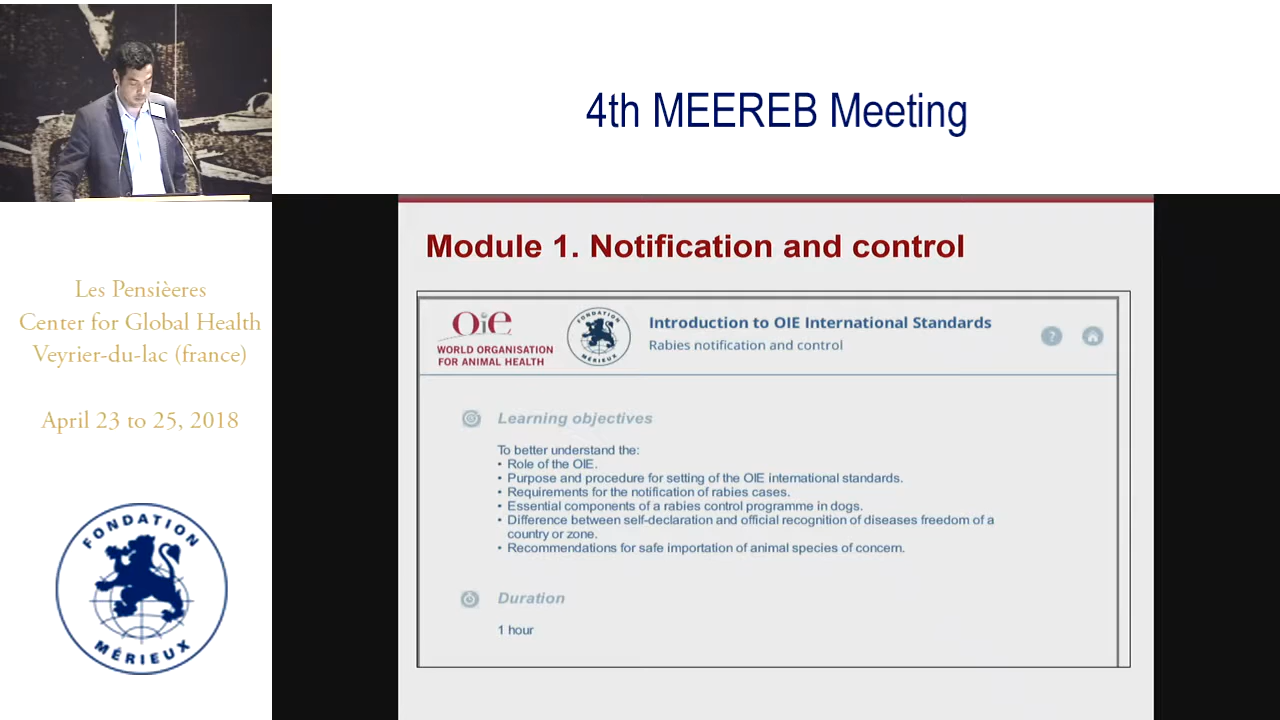 4th MEEREB Meeting
Les Pensièeres
Center for Global Health
Veyrier-du-lac (france)
April 23 to 25, 2018
FONDATION
MÉRIEUX
Module 1. Notification and control
OiE
WORLD ORGANISATION
FOR ANIMAL HEALTH
FONDATION
MÉRIEUX
Introduction to OIE International Standards
Rabies notification and control
?
Learning objectives
To better understand the:
• Role of the OIE.
• Purpose and procedure for setting of the OIE international standards.
• Requirements for the notification of rabies cases.
• Essential components of a rabies control programme in dogs.
• Difference between self-declaration and official recognition of diseases freedom of a
country or zone.
• Recommendations for safe importation of animal species of concern.
Duration
1 hour